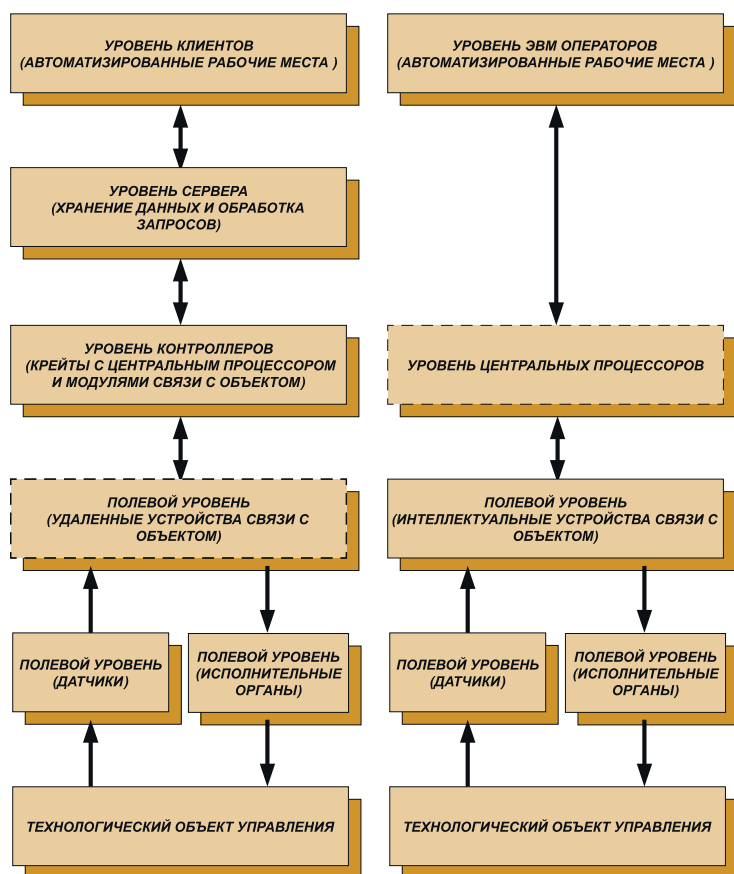 УРОВЕНЬ КЛИЕНТОВ
(АВТОМАТИЗИРОВАННЫЕ РАБОЧИЕ МЕСТА )
УРОВЕНЬ СЕРВЕРА
(ХРАНЕНИЕ ДАННЫХ И ОБРАБОТКА
ЗАПРОСОВ)
УРОВЕНЬ КОНТРОЛЛЕРОВ
(КРЕЙТЫ С ЦЕНТРАЛЬНЫМ ПРОЦЕССОРОМ
И МОДУЛЯМИ СВЯЗИ С ОБЪЕКТОМ)
ПОЛЕВОЙ УРОВЕНЬ
(УДАЛЕННЫЕ УСТРОЙСТВА СВЯЗИ С
ОБЪЕКТОМ)
ПОЛЕВОЙ УРОВЕНЬ
(ДАТЧИКИ)
ПОЛЕВОЙ УРОВЕНЬ
(ИСПОЛНИТЕЛЬНЫЕ
ОРГАНЫ)
ТЕХНОЛОГИЧЕСКИЙ ОБЪЕКТ УПРАВЛЕНИЯ
УРОВЕНЬ ЭВМ ОПЕРАТОРОВ
(АВТОМАТИЗИРОВАННЫЕ РАБОЧИЕ МЕСТА )
УРОВЕНЬ ЦЕНТРАЛЬНЫХ ПРОЦЕССОРОВ
ПОЛЕВОЙ УРОВЕНЬ
(ИНТЕЛЛЕКТУАЛЬНЫЕ УСТРОЙСТВА СВЯЗИ С
ОБЪЕКТОМ)
ПОЛЕВОЙ УРОВЕНЬ
(ДАТЧИКИ)
ПОЛЕВОЙ УРОВЕНЬ
(ИСПОЛНИТЕЛЬНЫЕ
ОРГАНЫ)
ТЕХНОЛОГИЧЕСКИЙ ОБЪЕКТ УПРАВЛЕНИЯ